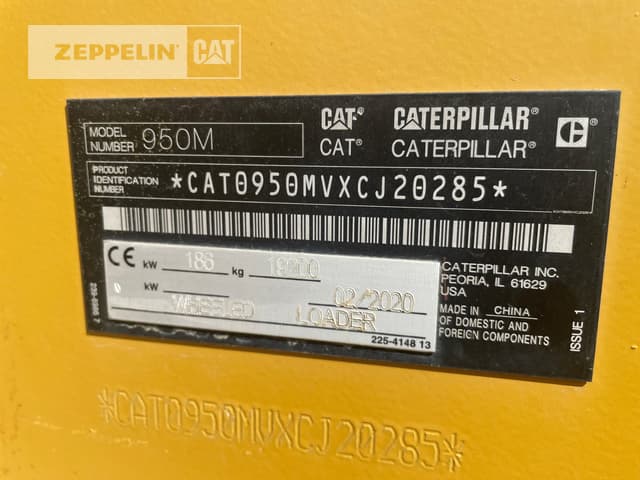 ZEPPELIN CAT
MODEL NUMBER 950M
CAT® CATERPILLAR® C
CAT® CATERPILLAR®
PRODUCT IDENTIFICATION NUMBER *CAT0950MVXCJ20285*
CE kW 186 kg
kW 02/2020
WHEELED LOADER
225-4148 13
CATERPILLAR INC.
PEORIA, IL 61629
USA
MADE IN CHINA
OF DOMESTIC AND
FOREIGN COMPONENTS
ISSUE 1
*CAT0950MVXCJ20285*